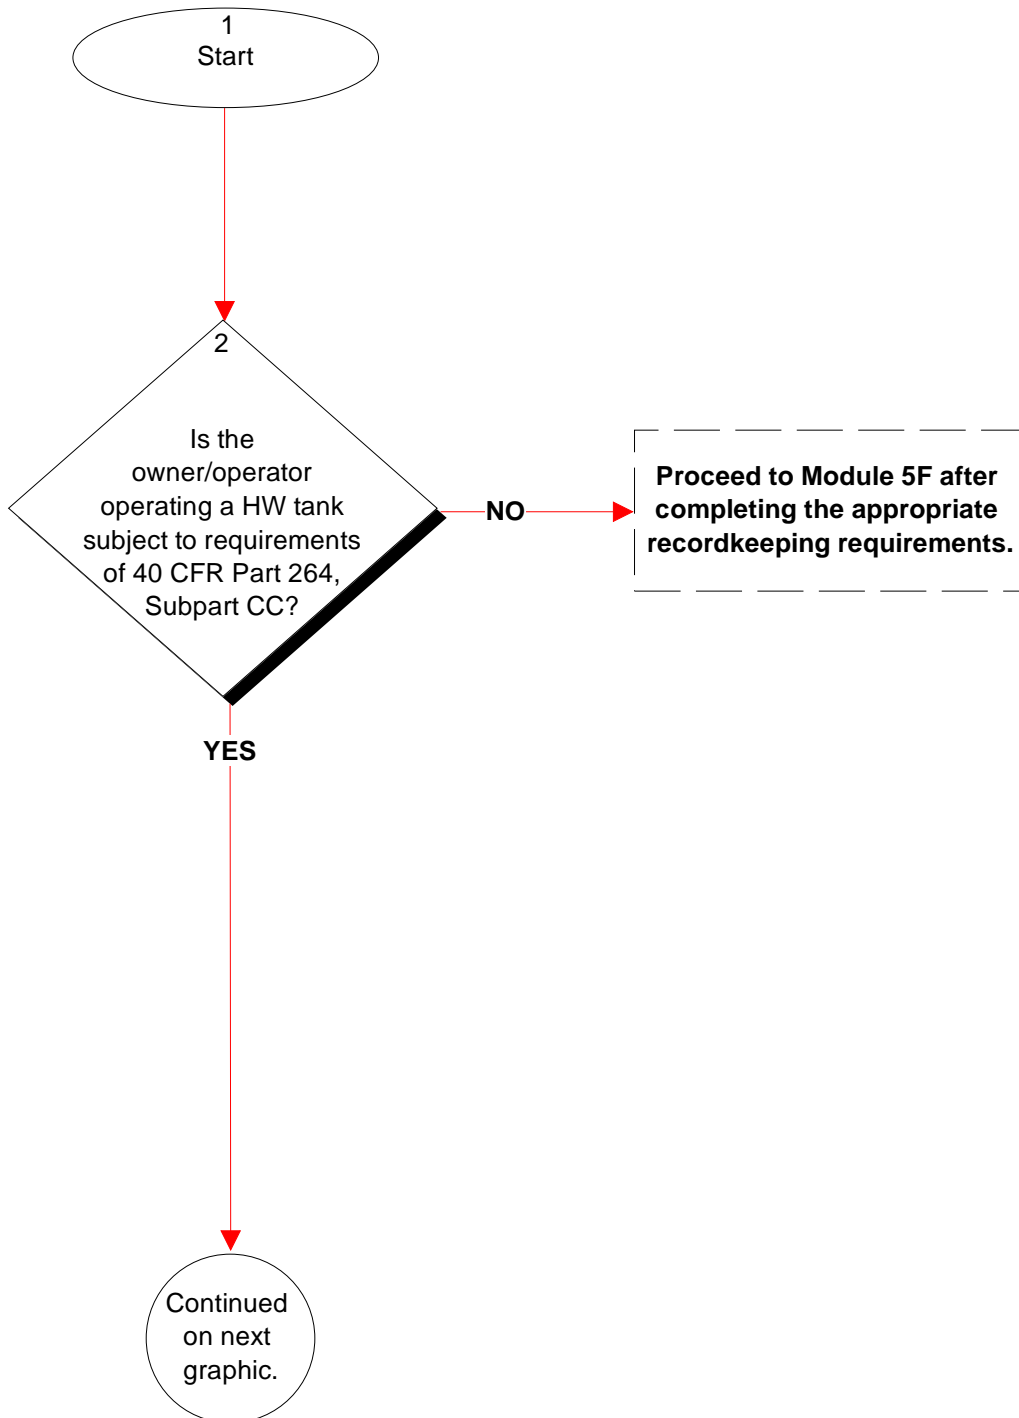 1
Start
2
Is the
owner/operator
operating a HW tank
subject to requirements
of 40 CFR Part 264,
Subpart CC?
NO
Proceed to Module 5F after
completing the appropriate
recordkeeping requirements.
YES
Continued
on next
graphic.